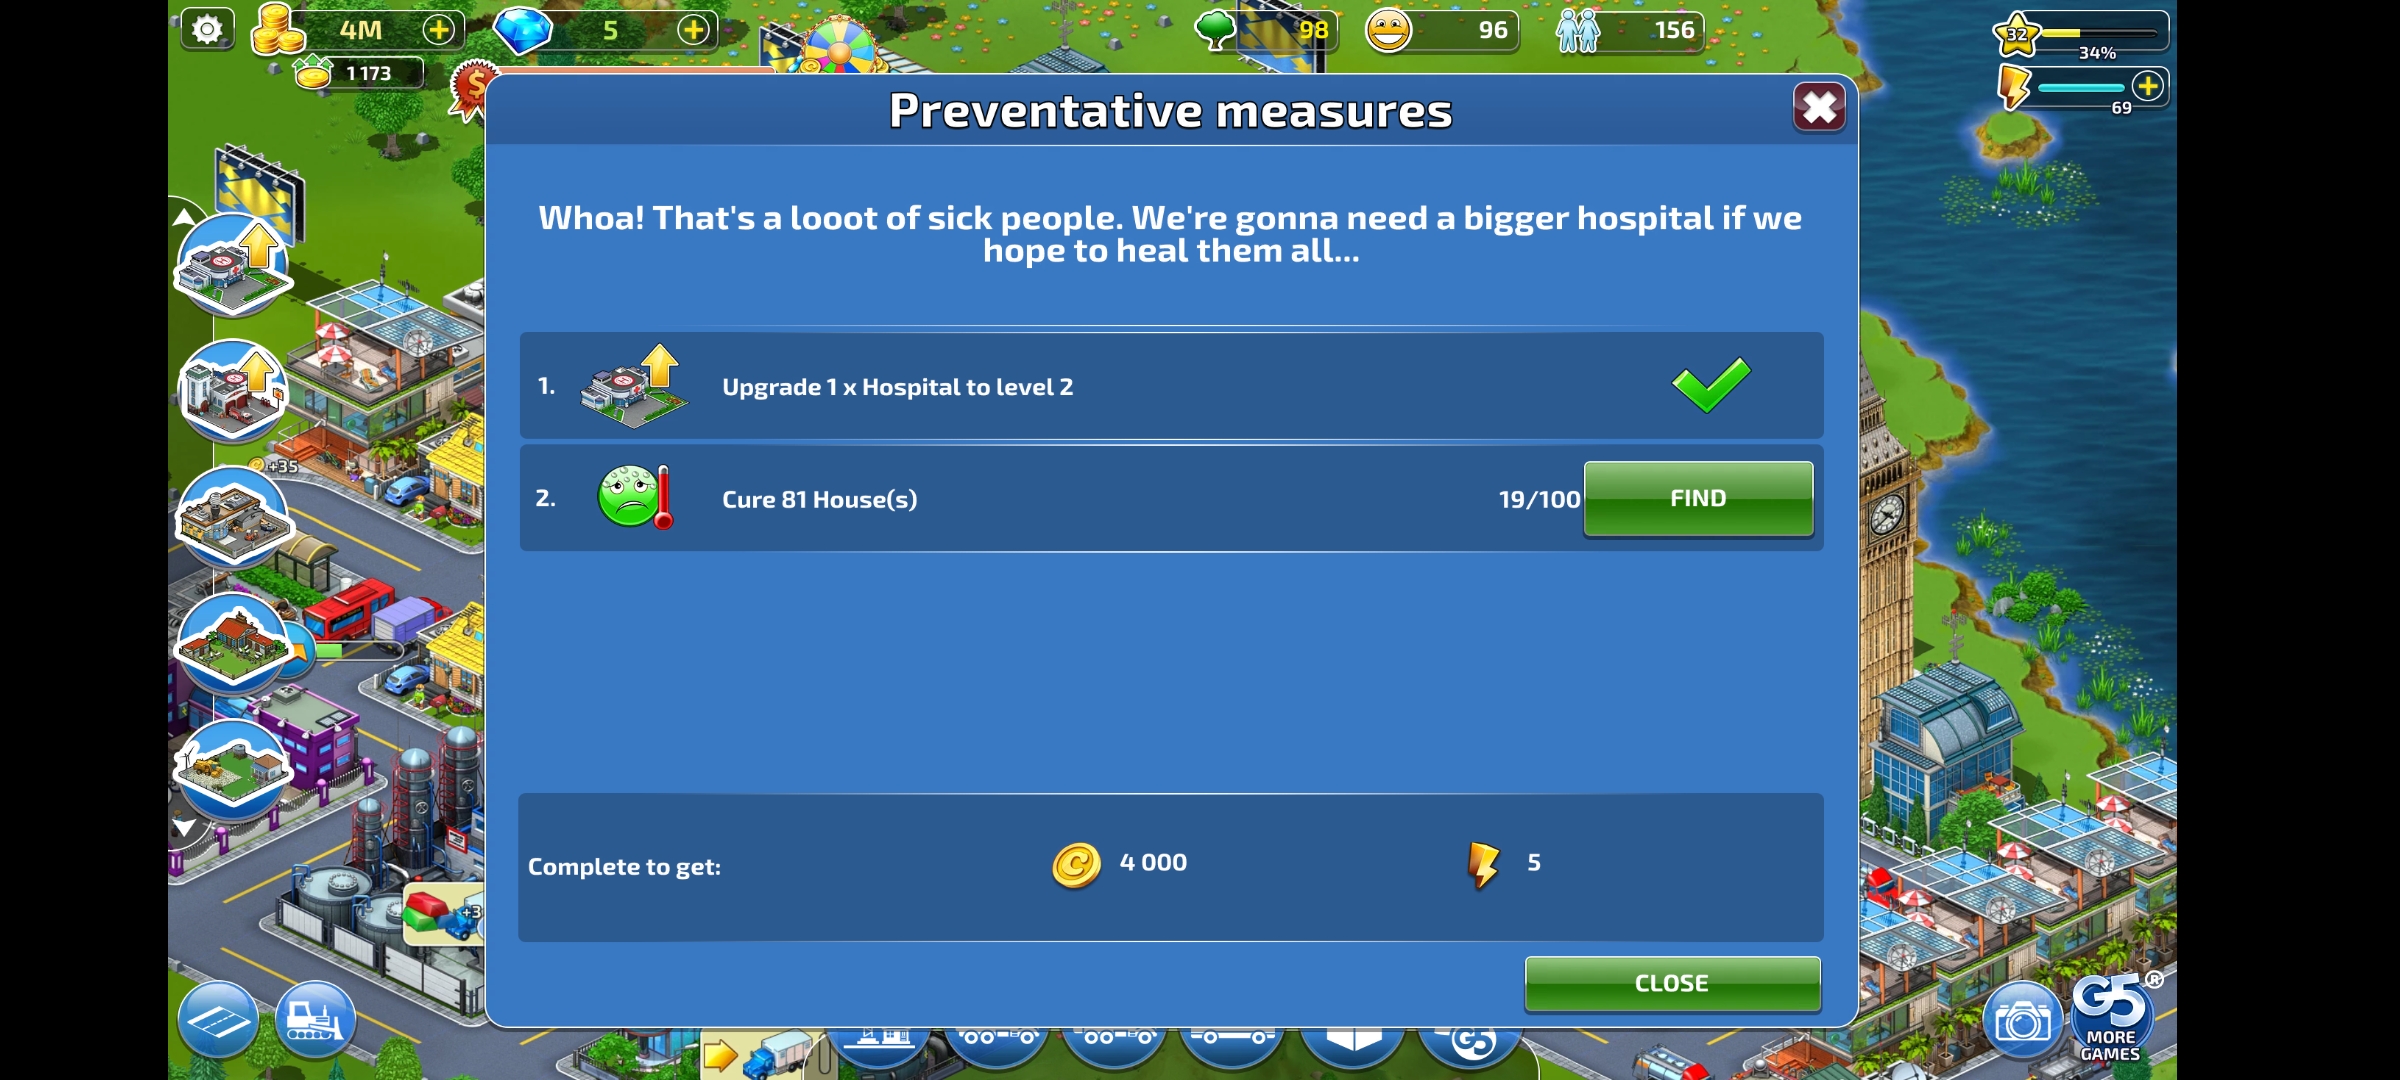 4M
5
98
96
156
32
34%
1 173
69
Preventative measures
Whoa! That's a looot of sick people. We're gonna need a bigger hospital if we
hope to heal them all...
1.
Upgrade 1 x Hospital to level 2
2.
Cure 81 House(s)
19/100
FIND
+35
+3
Complete to get:
4 000
5
CLOSE
G5
G5®
MORE
GAMES